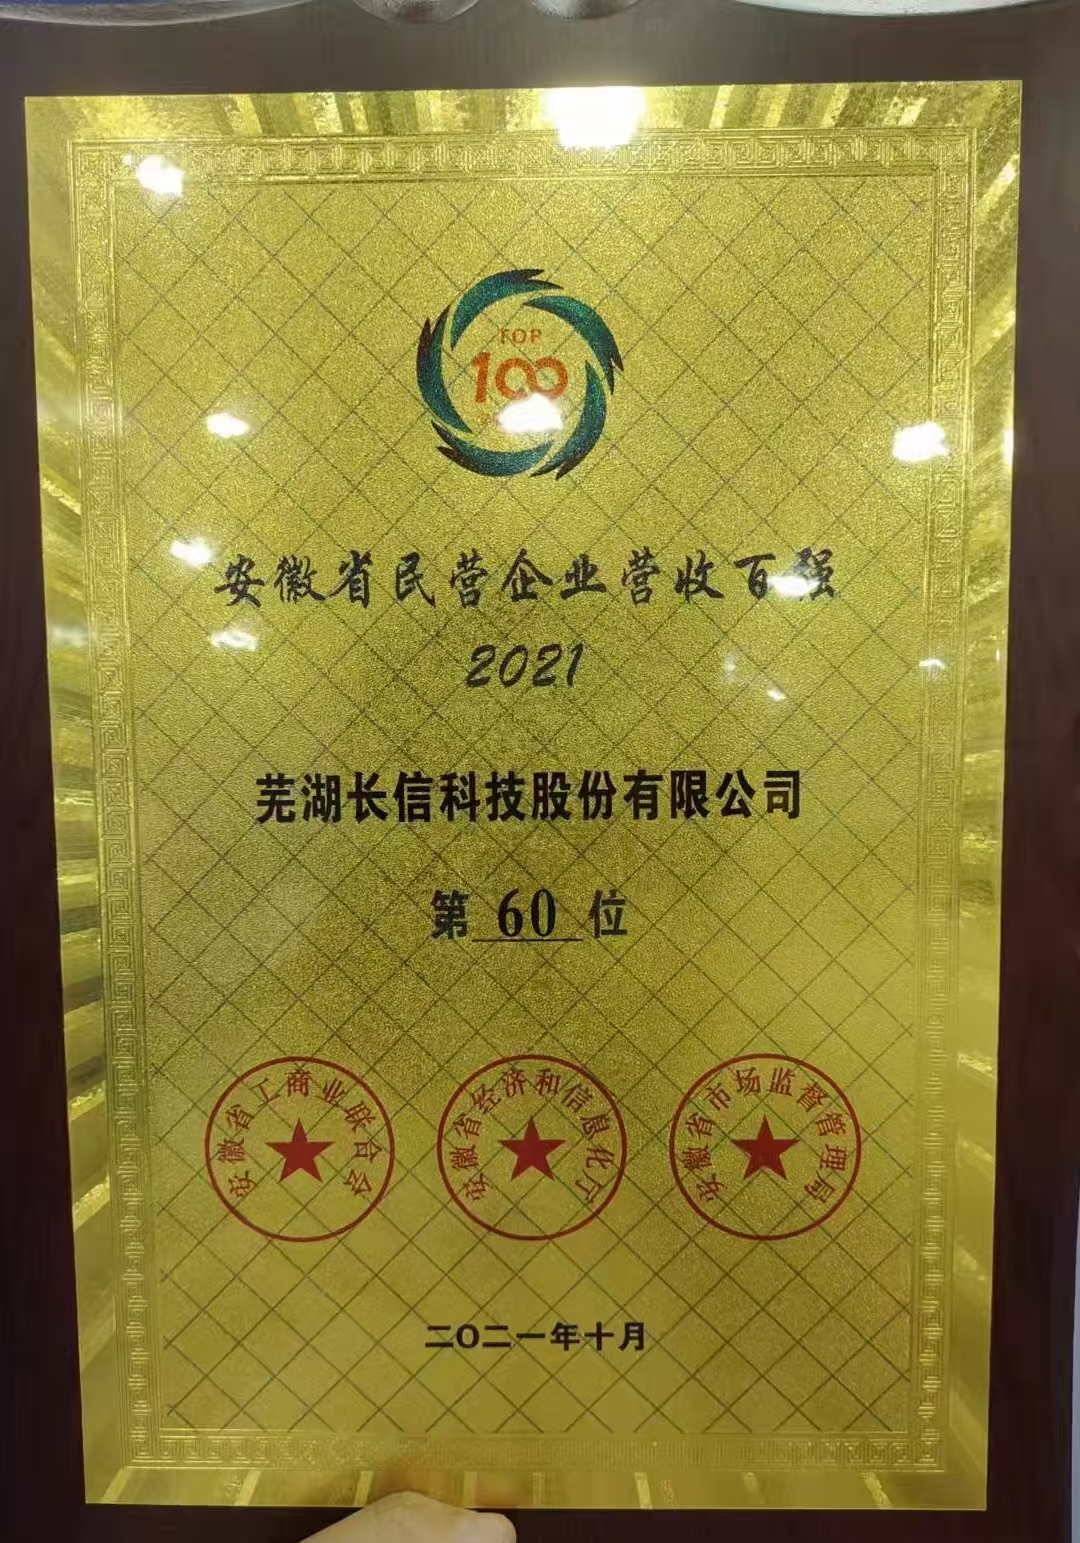 TOP
100
安徽省民营企业营收百强
2021
芜湖长信科技股份有限公司
第 60 位
安徽省工商业联合会
安徽省经济和信息化厅
安徽省市场监督管理局
二〇二一年十月